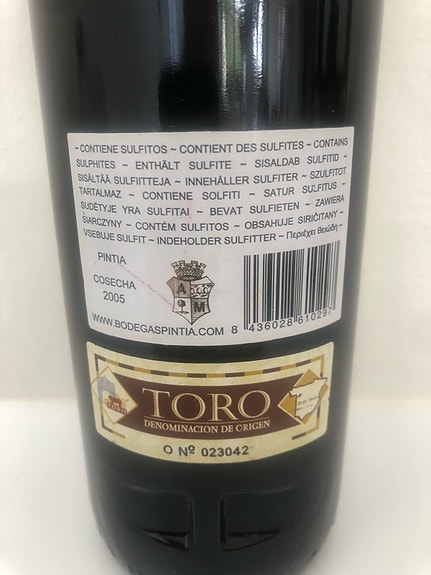 ~CONTIENE SULFITOS ~ CONTIENT DES SULFITES ~ CONTAINS
SULPHITES ~ ENTHÄLT SULFITE ~ SISALDAB SULFITID ~
SISÄLTÄÄ SULFIITTEJA ~ INNEHÅLLER SULFITER ~ SZULFITOT
TARTALMAZ ~ CONTIENE SOLFITI ~ SATUR SULFITUS ~
SUDĖTYJE YRA SULFITAI ~ BEVAT SULFIETEN ~ ZAWIERA
SIARCZYNY ~ CONTÉM SULFITOS ~ OBSAHUJE SIRIČITANY ~
VSEBUJE SULFIT ~ INDEHOLDER SULFITTER ~ Περιέχει θειώδη ~
PINTIA
COSECHA
2005
A M
WWW.BODEGASPINTIA.COM
8 436028 610297
TORO
DENOMINACION DE ORIGEN
O Nº 023042